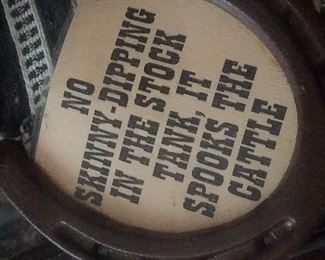 NO
SKINNY-DIPPING
IN THE STOCK
TANK, IT
SPOOKS THE
CATTLE